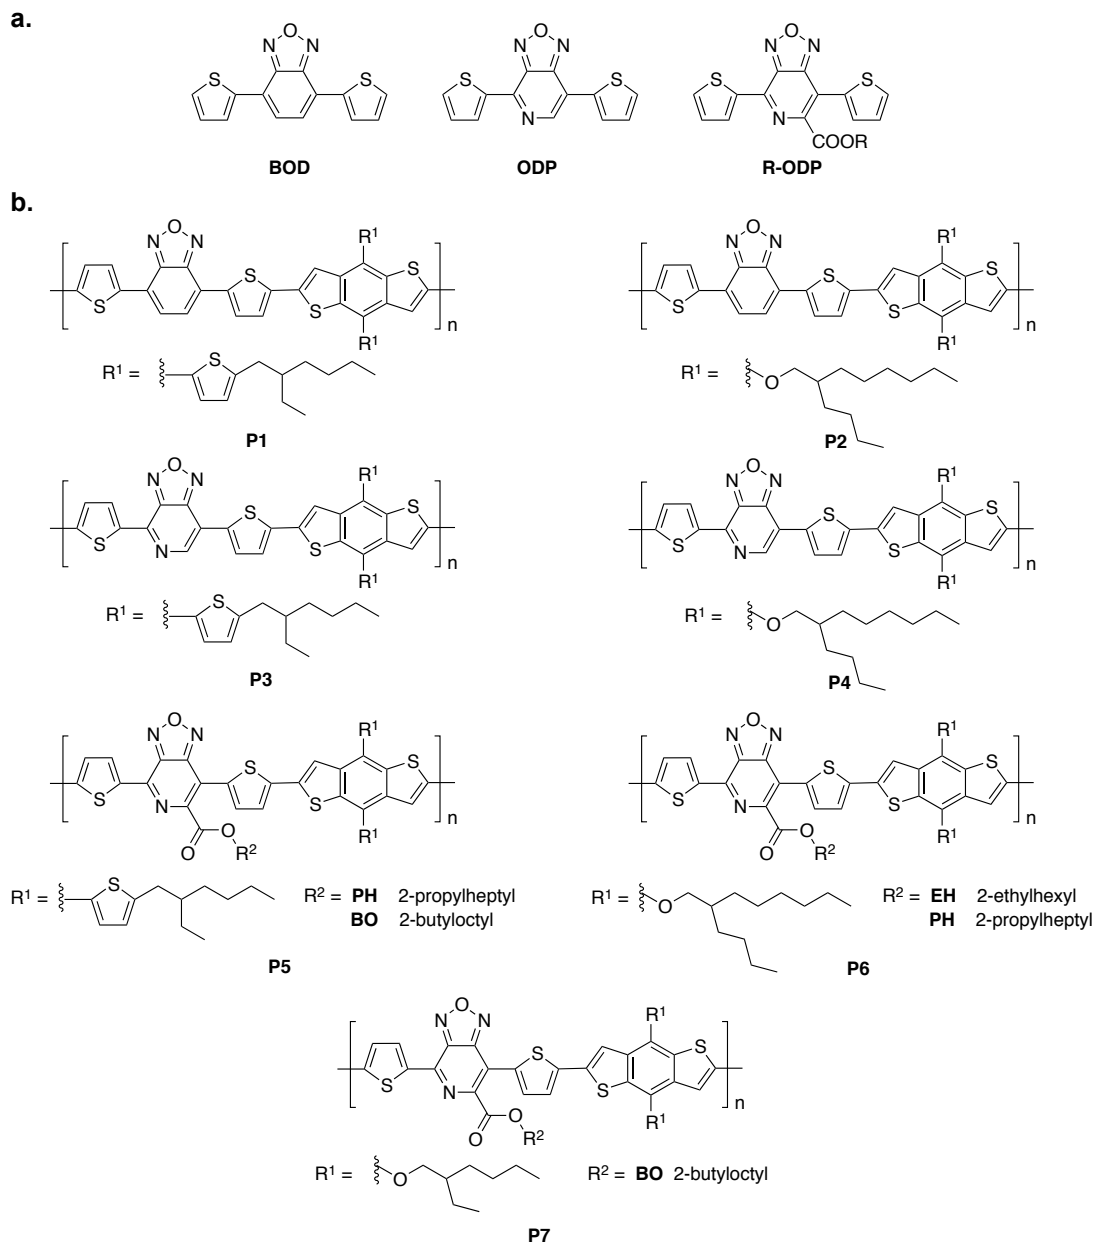 a.
O
N N
S S
BOD
O
N N
S S
N
ODP
O
N N
S S
N
COOR
R-ODP
b.
O
N N
R¹
S S
S S
R¹
n
R¹ =
S
P1
O
N N
R¹
S S
S S
R¹
n
R¹ =
O
P2
O
N N
R¹
S S
S N S
R¹
n
R¹ =
S
P3
O
N N
R¹
S S
S N S
R¹
n
R¹ =
O
P4
O
N N
R¹
S S
S N S
R¹
n
O
O R²
R¹ =
S
R² = PH 2-propylheptyl
BO 2-butyloctyl
P5
O
N N
R¹
S S
S N S
R¹
n
O
O R²
R¹ =
O
R² = EH 2-ethylhexyl
PH 2-propylheptyl
P6
O
N N
R¹
S S
S N S
R¹
n
O
O R²
R¹ =
O
R² = BO 2-butyloctyl
P7